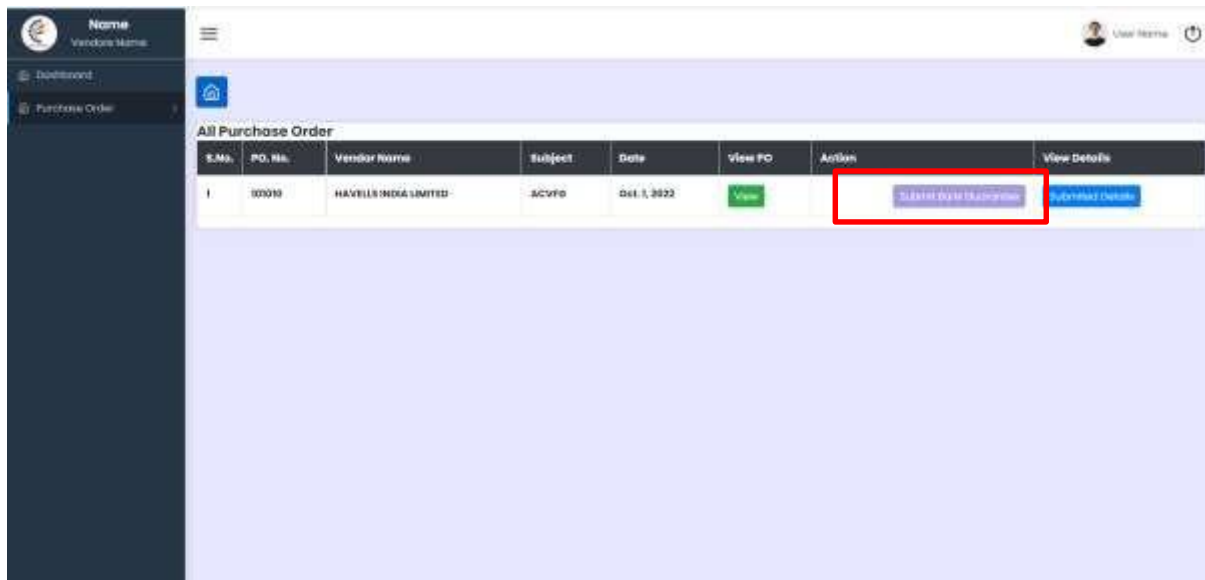 Name
Vendors Name
User Name
Dashboard
Purchase Order
All Purchase Order
S.No. PO. No. Vendor Name Subject Date View PO Action View Details
1 101010 HAVELLS INDIA LIMITED ACVFD Oct. 1, 2022 View Submit Bank Guarantee Submitted Details